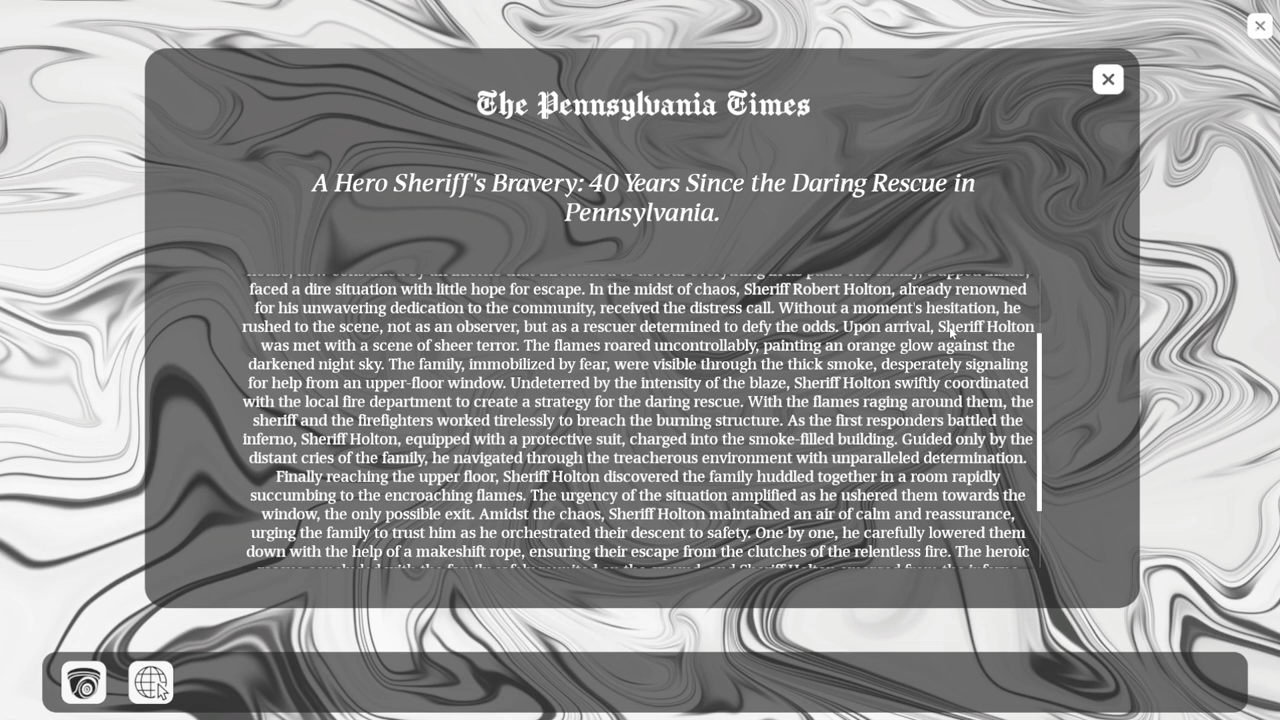 The Pennsylvania Times
A Hero Sheriff's Bravery: 40 Years Since the Daring Rescue in
Pennsylvania.
faced a dire situation with little hope for escape. In the midst of chaos, Sheriff Robert Holton, already renowned
for his unwavering dedication to the community, received the distress call. Without a moment's hesitation, he
rushed to the scene, not as an observer, but as a rescuer determined to defy the odds. Upon arrival, Sheriff Holton
was met with a scene of sheer terror. The flames roared uncontrollably, painting an orange glow against the
darkened night sky. The family, immobilized by fear, were visible through the thick smoke, desperately signaling
for help from an upper-floor window. Undeterred by the intensity of the blaze, Sheriff Holton swiftly coordinated
with the local fire department to create a strategy for the daring rescue. With the flames raging around them, the
sheriff and the firefighters worked tirelessly to breach the burning structure. As the first responders battled the
inferno, Sheriff Holton, equipped with a protective suit, charged into the smoke-filled building. Guided only by the
distant cries of the family, he navigated through the treacherous environment with unparalleled determination.
Finally reaching the upper floor, Sheriff Holton discovered the family huddled together in a room rapidly
succumbing to the encroaching flames. The urgency of the situation amplified as he ushered them towards the
window, the only possible exit. Amidst the chaos, Sheriff Holton maintained an air of calm and reassurance,
urging the family to trust him as he orchestrated their descent to safety. One by one, he carefully lowered them
down with the help of a makeshift rope, ensuring their escape from the clutches of the relentless fire. The heroic